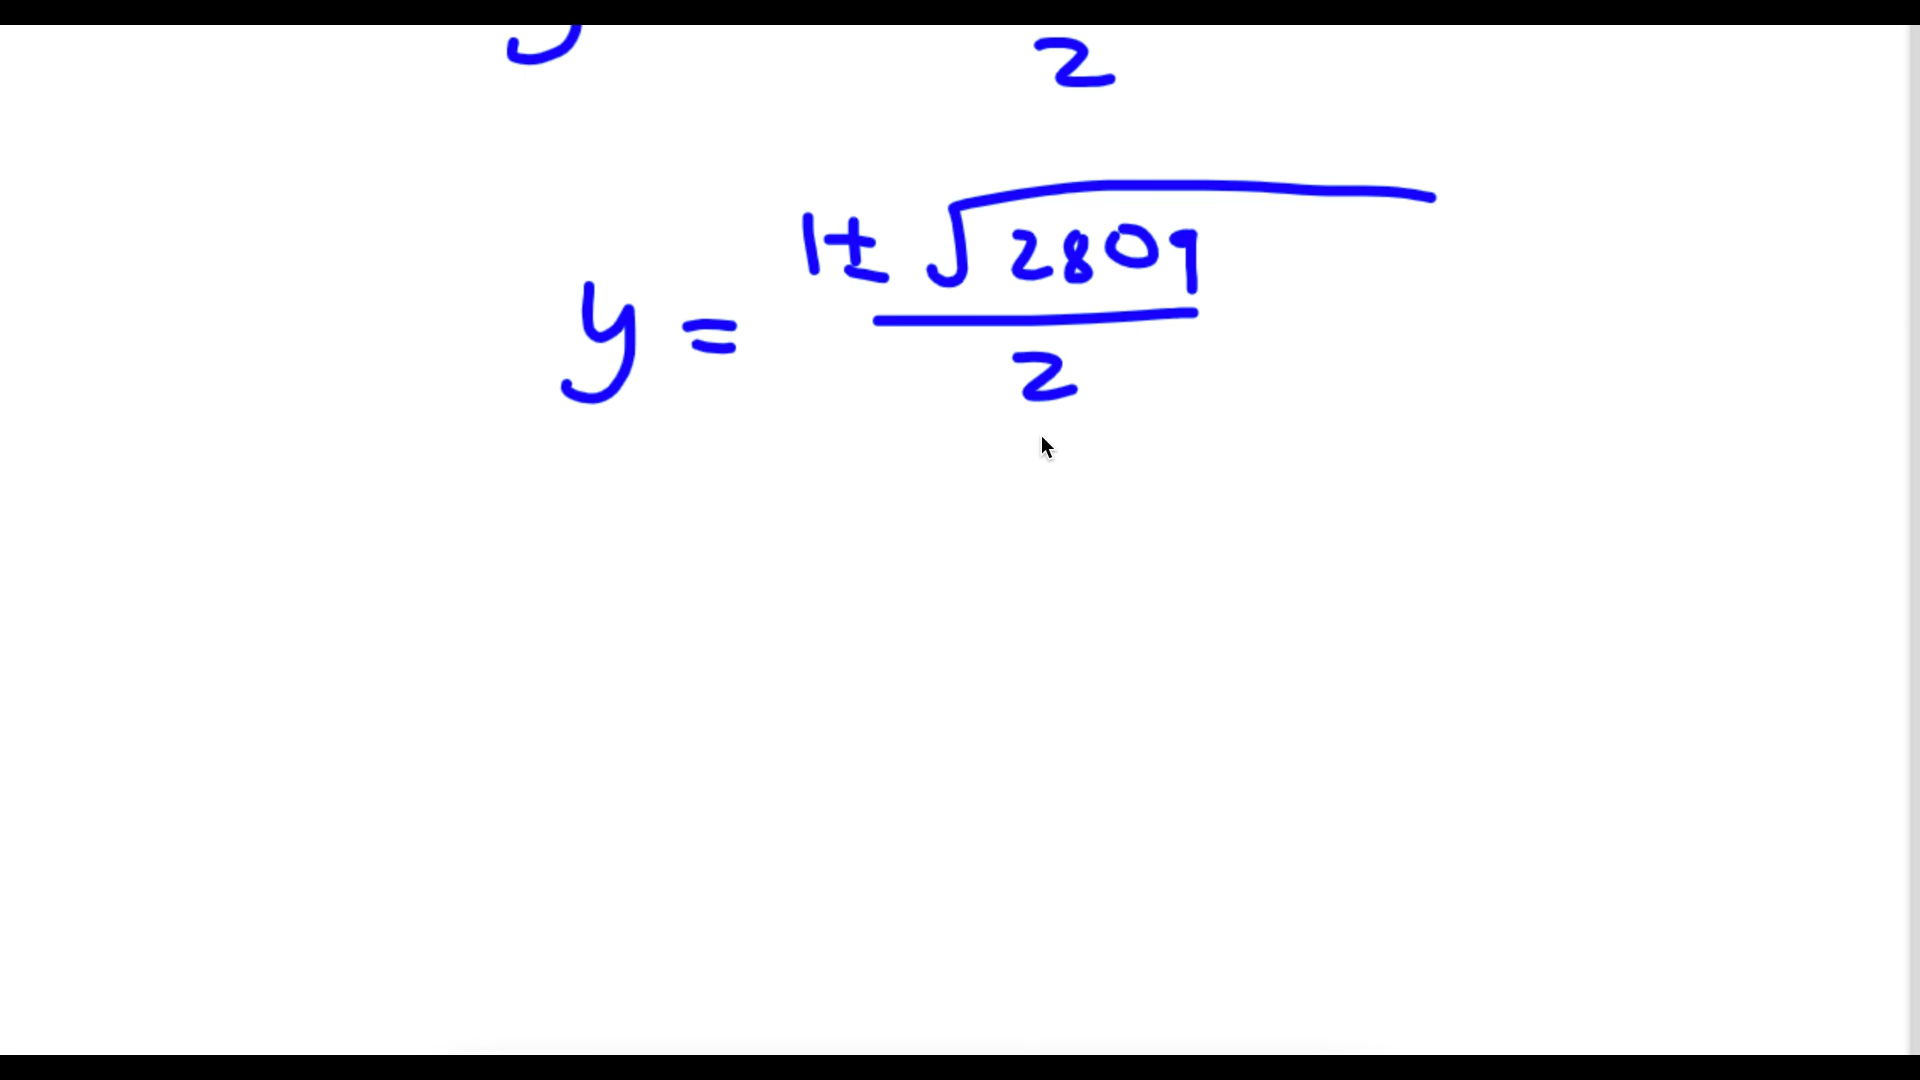 y 2
y = 1± √2809 / 2